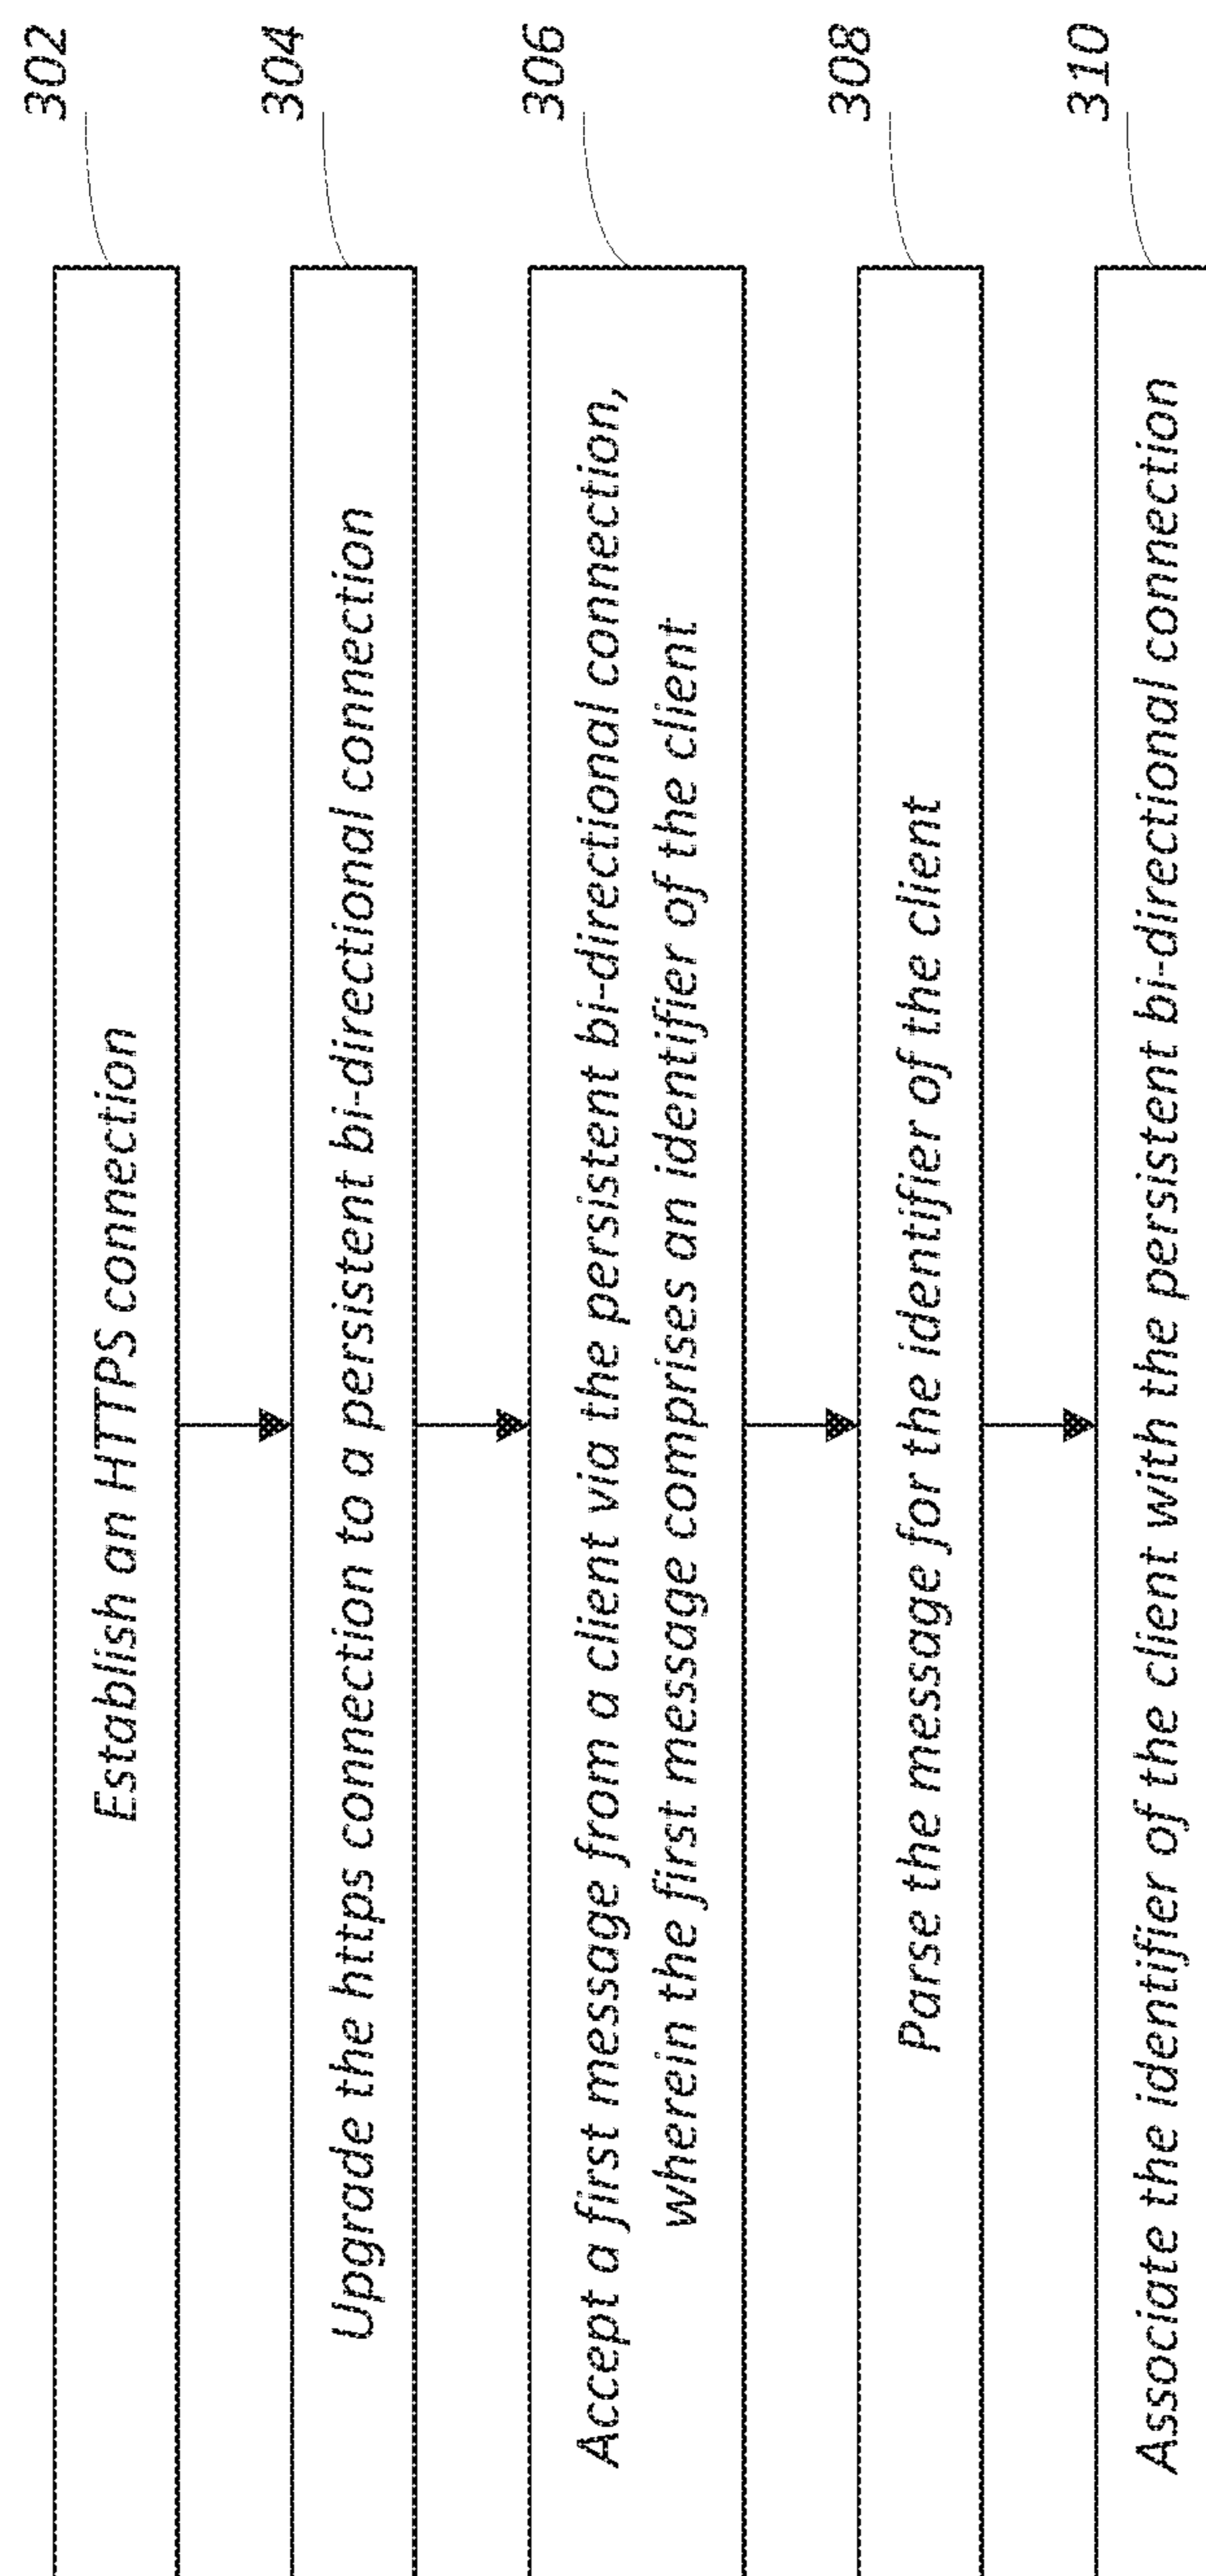 302
Establish an HTTPS connection
304
Upgrade the https connection to a persistent bi-directional connection
306
Accept a first message from a client via the persistent bi-directional connection,
wherein the first message comprises an identifier of the client
308
Parse the message for the identifier of the client
310
Associate the identifier of the client with the persistent bi-directional connection